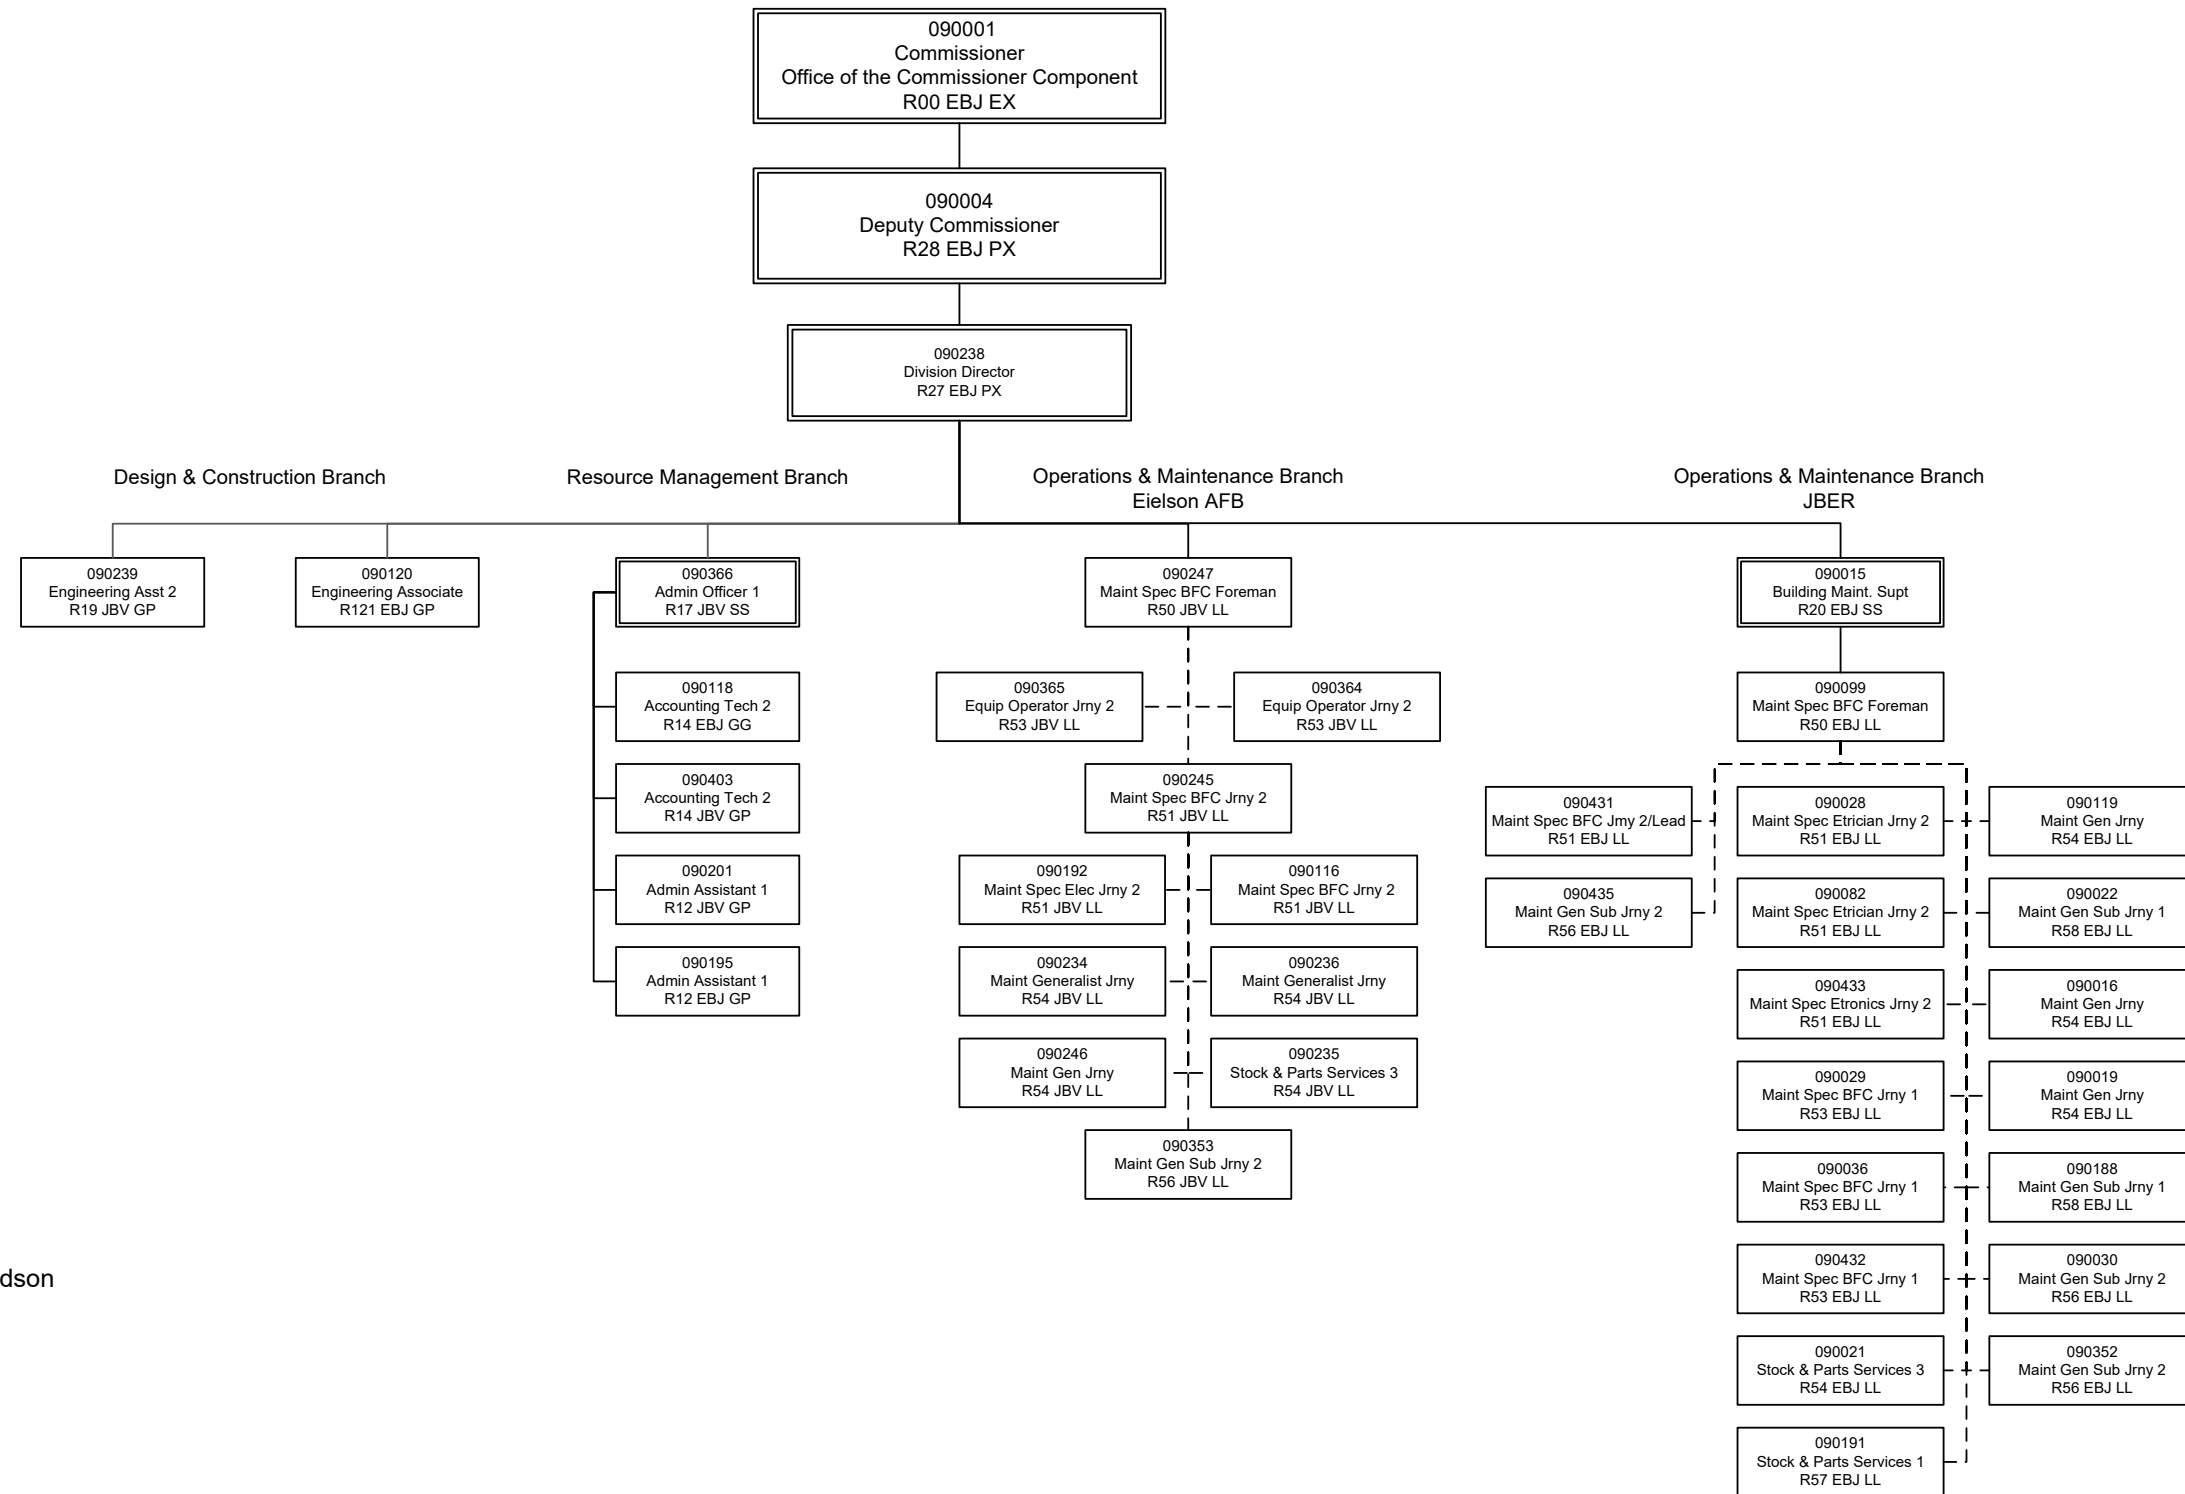 090001
Commissioner
Office of the Commissioner Component
R00 EBJ EX
090004
Deputy Commissioner
R28 EBJ PX
090238
Division Director
R27 EBJ PX
Design & Construction Branch
Resource Management Branch
Operations & Maintenance Branch
Eielson AFB
Operations & Maintenance Branch
JBER
090239
Engineering Asst 2
R19 JBV GP
090120
Engineering Associate
R121 EBJ GP
090366
Admin Officer 1
R17 JBV SS
090247
Maint Spec BFC Foreman
R50 JBV LL
090015
Building Maint. Supt
R20 EBJ SS
090118
Accounting Tech 2
R14 EBJ GG
090403
Accounting Tech 2
R14 JBV GP
090201
Admin Assistant 1
R12 JBV GP
090195
Admin Assistant 1
R12 EBJ GP
090365
Equip Operator Jrny 2
R53 JBV LL
090364
Equip Operator Jrny 2
R53 JBV LL
090245
Maint Spec BFC Jrny 2
R51 JBV LL
090192
Maint Spec Elec Jrny 2
R51 JBV LL
090116
Maint Spec BFC Jrny 2
R51 JBV LL
090234
Maint Generalist Jrny
R54 JBV LL
090236
Maint Generalist Jrny
R54 JBV LL
090246
Maint Gen Jrny
R54 JBV LL
090235
Stock & Parts Services 3
R54 JBV LL
090353
Maint Gen Sub Jrny 2
R56 JBV LL
090099
Maint Spec BFC Foreman
R50 EBJ LL
090431
Maint Spec BFC Jmy 2/Lead
R51 EBJ LL
090028
Maint Spec Etrician Jrny 2
R51 EBJ LL
090119
Maint Gen Jrny
R54 EBJ LL
090435
Maint Gen Sub Jrny 2
R56 EBJ LL
090082
Maint Spec Etrician Jrny 2
R51 EBJ LL
090022
Maint Gen Sub Jrny 1
R58 EBJ LL
090433
Maint Spec Etronics Jrny 2
R51 EBJ LL
090016
Maint Gen Jrny
R54 EBJ LL
090029
Maint Spec BFC Jrny 1
R53 EBJ LL
090019
Maint Gen Jrny
R54 EBJ LL
090036
Maint Spec BFC Jrny 1
R53 EBJ LL
090188
Maint Gen Sub Jrny 1
R58 EBJ LL
090432
Maint Spec BFC Jrny 1
R53 EBJ LL
090030
Maint Gen Sub Jrny 2
R56 EBJ LL
090021
Stock & Parts Services 3
R54 EBJ LL
090352
Maint Gen Sub Jrny 2
R56 EBJ LL
090191
Stock & Parts Services 1
R57 EBJ LL
dson